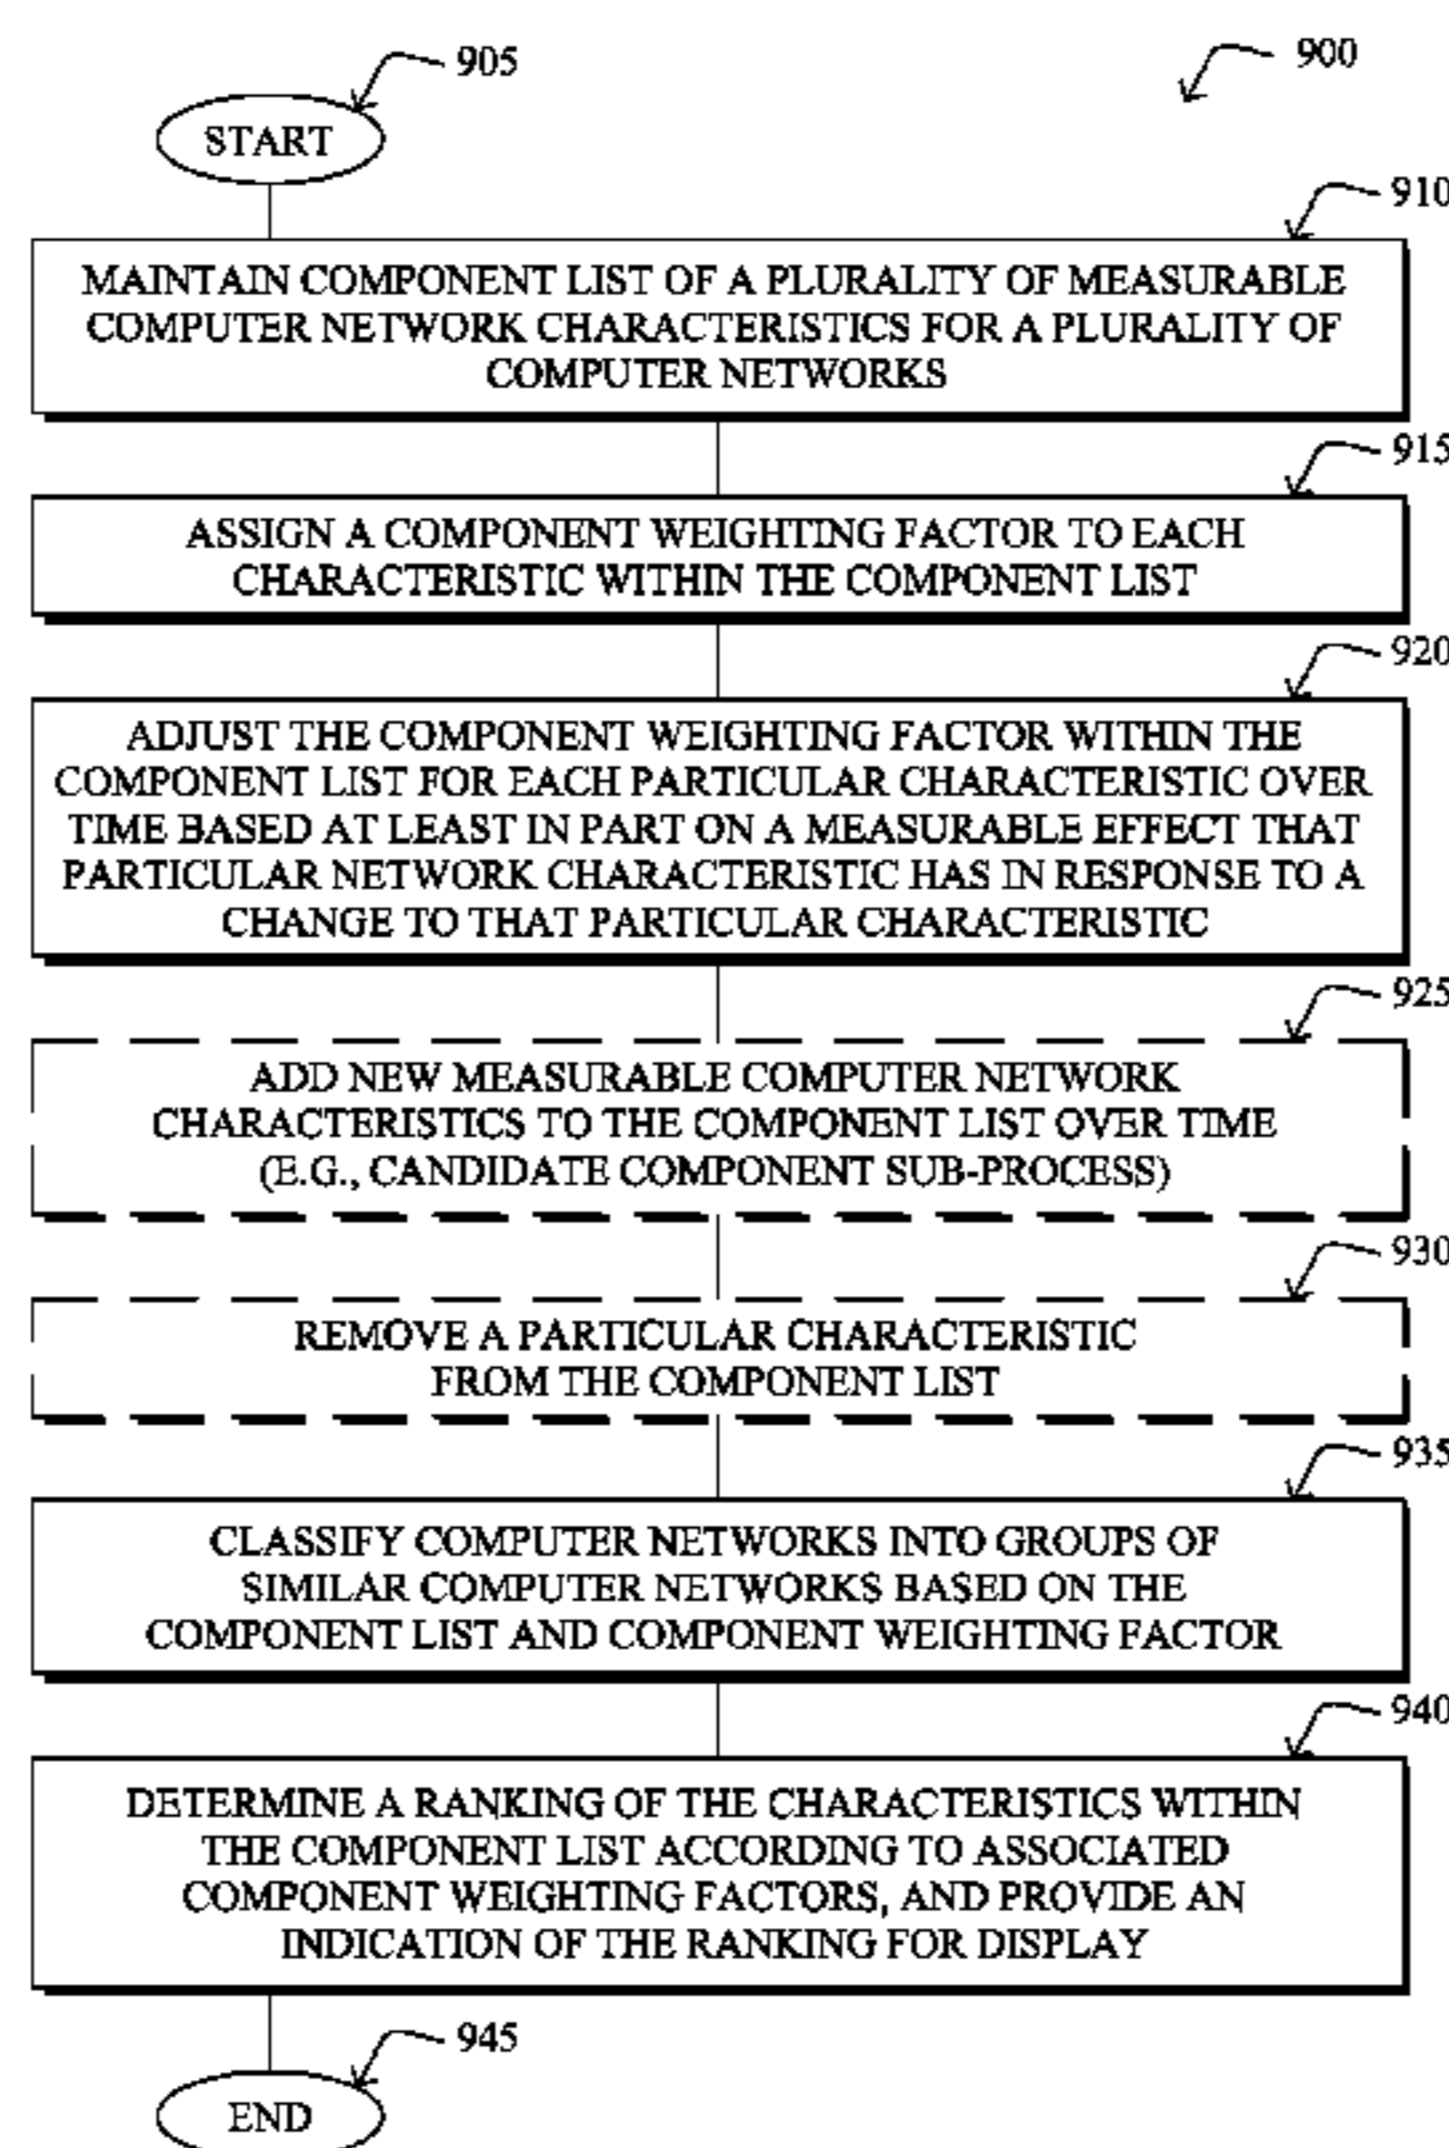 905
900
START
910
MAINTAIN COMPONENT LIST OF A PLURALITY OF MEASURABLE
COMPUTER NETWORK CHARACTERISTICS FOR A PLURALITY OF
COMPUTER NETWORKS
915
ASSIGN A COMPONENT WEIGHTING FACTOR TO EACH
CHARACTERISTIC WITHIN THE COMPONENT LIST
920
ADJUST THE COMPONENT WEIGHTING FACTOR WITHIN THE
COMPONENT LIST FOR EACH PARTICULAR CHARACTERISTIC OVER
TIME BASED AT LEAST IN PART ON A MEASURABLE EFFECT THAT
PARTICULAR NETWORK CHARACTERISTIC HAS IN RESPONSE TO A
CHANGE TO THAT PARTICULAR CHARACTERISTIC
925
ADD NEW MEASURABLE COMPUTER NETWORK
CHARACTERISTICS TO THE COMPONENT LIST OVER TIME
(E.G., CANDIDATE COMPONENT SUB-PROCESS)
930
REMOVE A PARTICULAR CHARACTERISTIC
FROM THE COMPONENT LIST
935
CLASSIFY COMPUTER NETWORKS INTO GROUPS OF
SIMILAR COMPUTER NETWORKS BASED ON THE
COMPONENT LIST AND COMPONENT WEIGHTING FACTOR
940
DETERMINE A RANKING OF THE CHARACTERISTICS WITHIN
THE COMPONENT LIST ACCORDING TO ASSOCIATED
COMPONENT WEIGHTING FACTORS, AND PROVIDE AN
INDICATION OF THE RANKING FOR DISPLAY
945
END